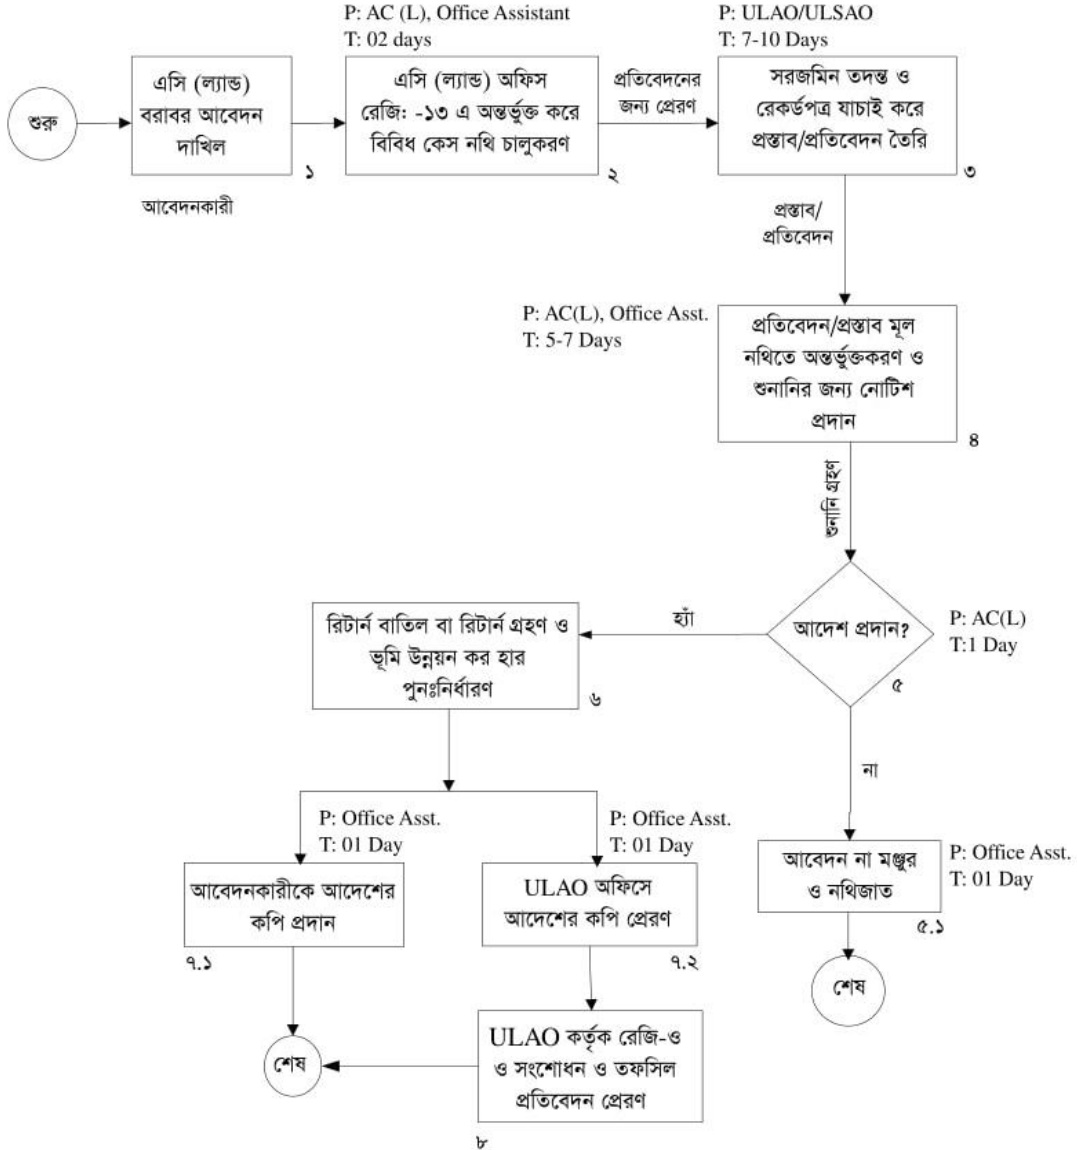 P: AC (L), Office Assistant
T: 02 days
P: ULAO/ULSAO
T: 7-10 Days
শুরু
এসি (ল্যান্ড)
বরাবর আবেদন
দাখিল
১
আবেদনকারী
এসি (ল্যান্ড) অফিস
রেজি: -১৩ এ অন্তর্ভুক্ত করে
বিবিধ কেস নথি চালুকরণ
২
প্রতিবেদনের
জন্য প্রেরণ
সরজমিন তদন্ত ও
রেকর্ডপত্র যাচাই করে
প্রস্তাব/প্রতিবেদন তৈরি
৩
প্রস্তাব/
প্রতিবেদন
P: AC(L), Office Asst.
T: 5-7 Days
প্রতিবেদন/প্রস্তাব মূল
নথিতে অন্তর্ভুক্তকরণ ও
শুনানির জন্য নোটিশ
প্রদান
৪
শুনানি গ্রহণ
আদেশ প্রদান?
৫
P: AC(L)
T:1 Day
হ্যাঁ
রিটার্ন বাতিল বা রিটার্ন গ্রহণ ও
ভূমি উন্নয়ন কর হার
পুনঃনির্ধারণ
৬
না
P: Office Asst.
T: 01 Day
P: Office Asst.
T: 01 Day
আবেদন না মঞ্জুর
ও নথিজাত
৫.১
P: Office Asst.
T: 01 Day
আবেদনকারীকে আদেশের
কপি প্রদান
৭.১
ULAO অফিসে
আদেশের কপি প্রেরণ
৭.২
শেষ
ULAO কর্তৃক রেজি-ও
ও সংশোধন ও তফসিল
প্রতিবেদন প্রেরণ
৮
শেষ